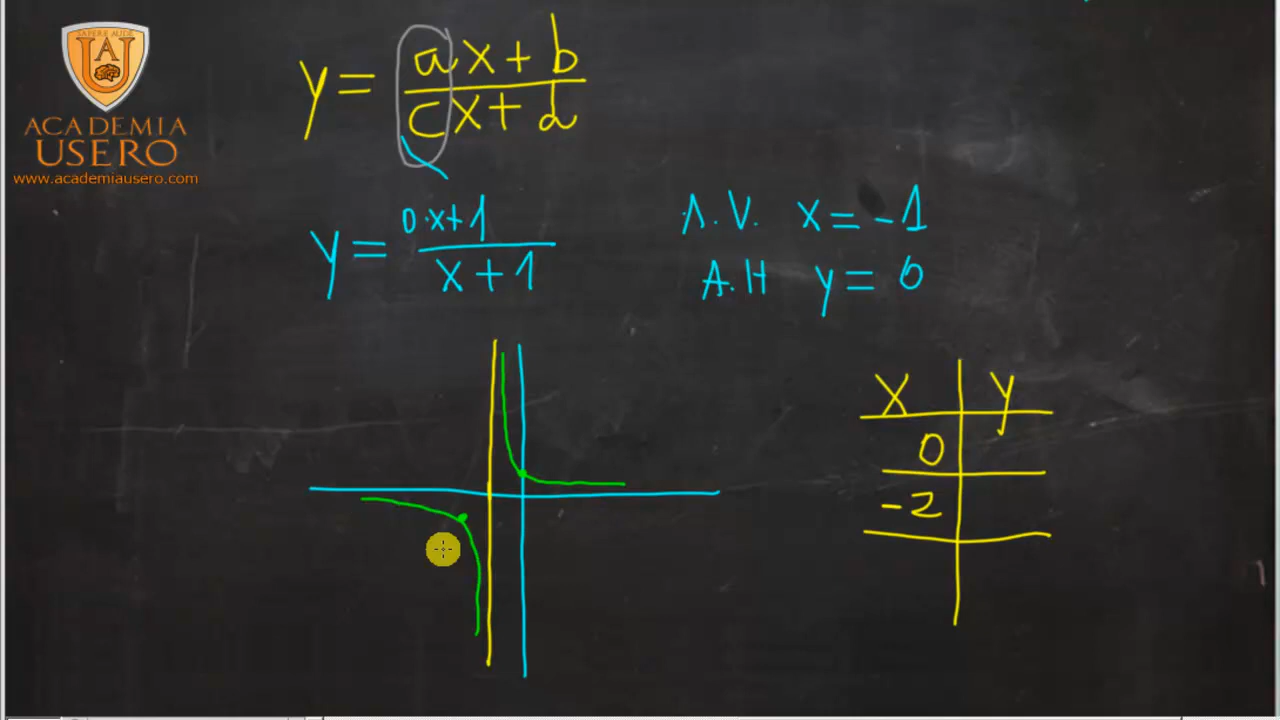 SAPERE AUDE
UA
ACADEMIA
USERO
www.academiausero.com
y = ax + b / cx + d
y = 0·x+1 / x + 1
A.V. x = -1
A.H y = 0
X Y
0
-2